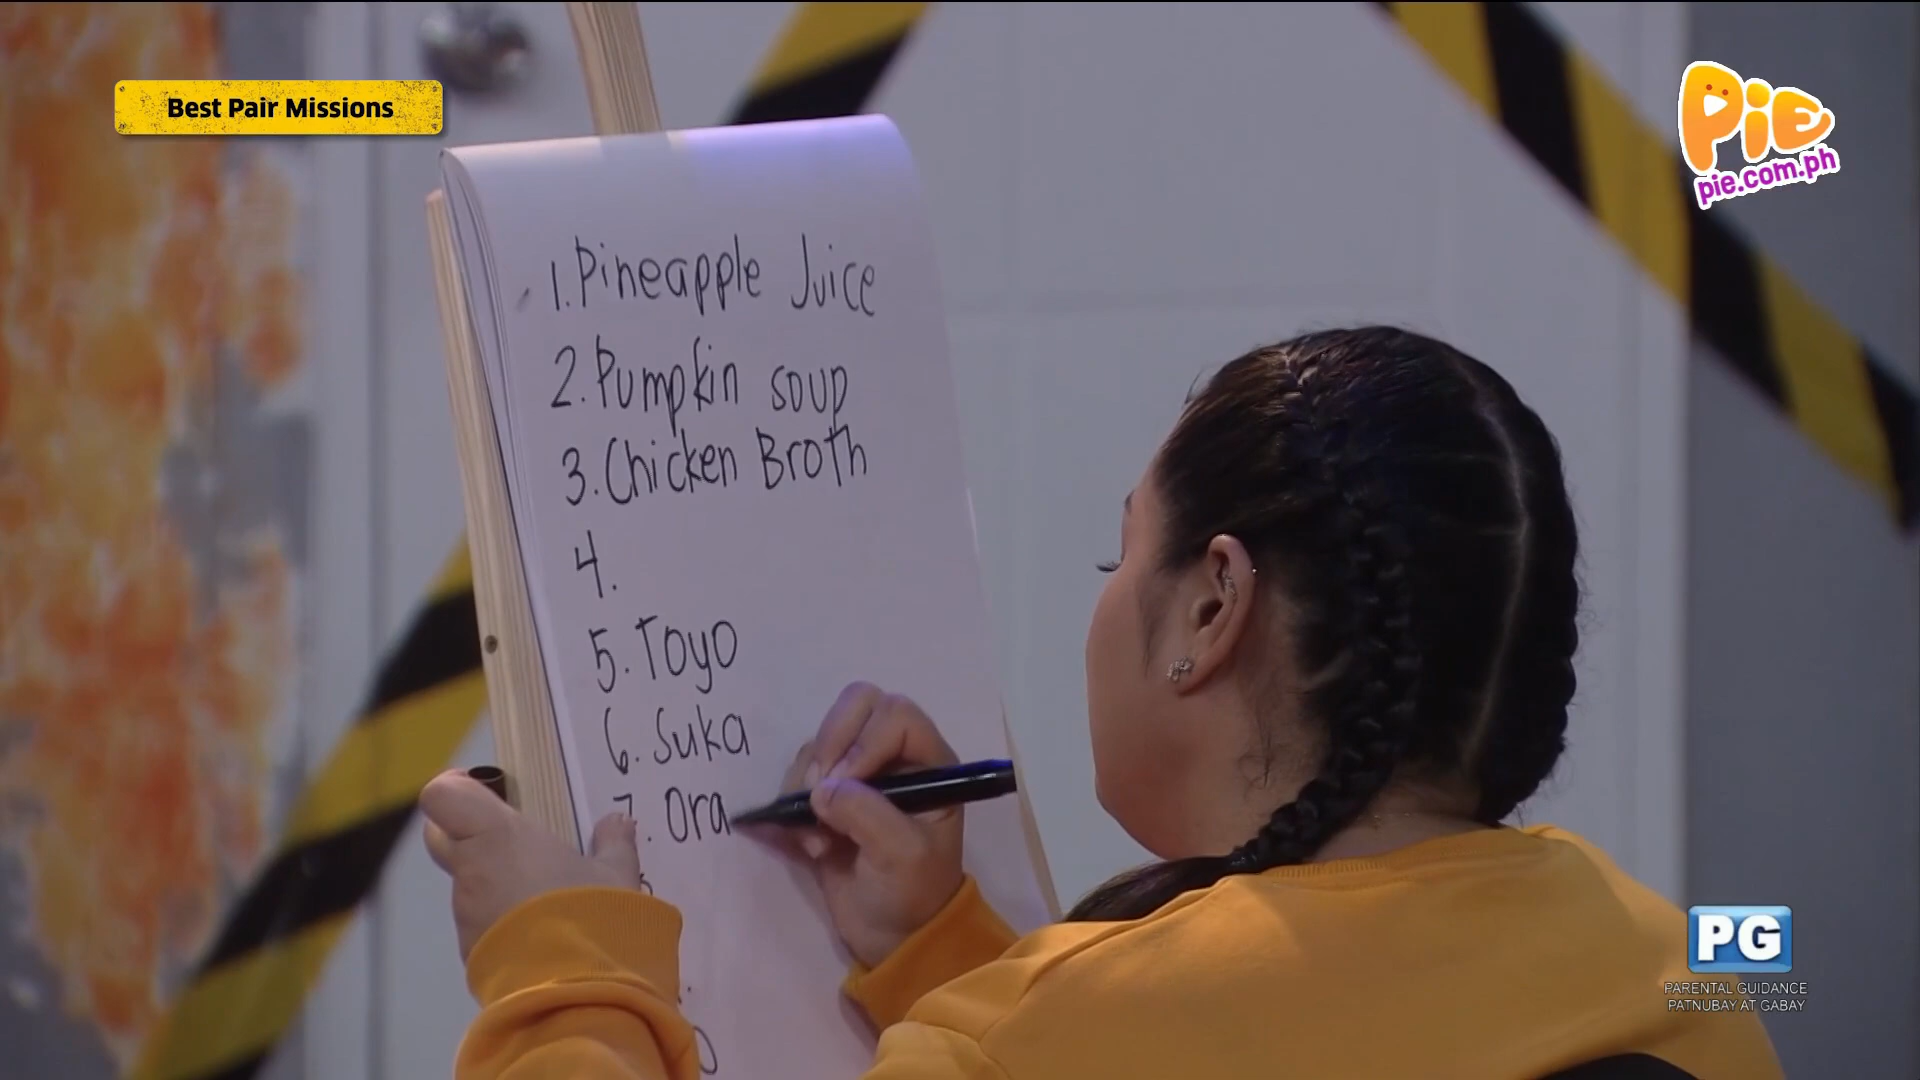 Best Pair Missions
Pie
pie.com.ph
1. Pineapple Juice
2. Pumpkin soup
3. Chicken Broth
4.
5. Toyo
6. Suka
7. Ora
PG
PARENTAL GUIDANCE
PATNUBAY AT GABAY